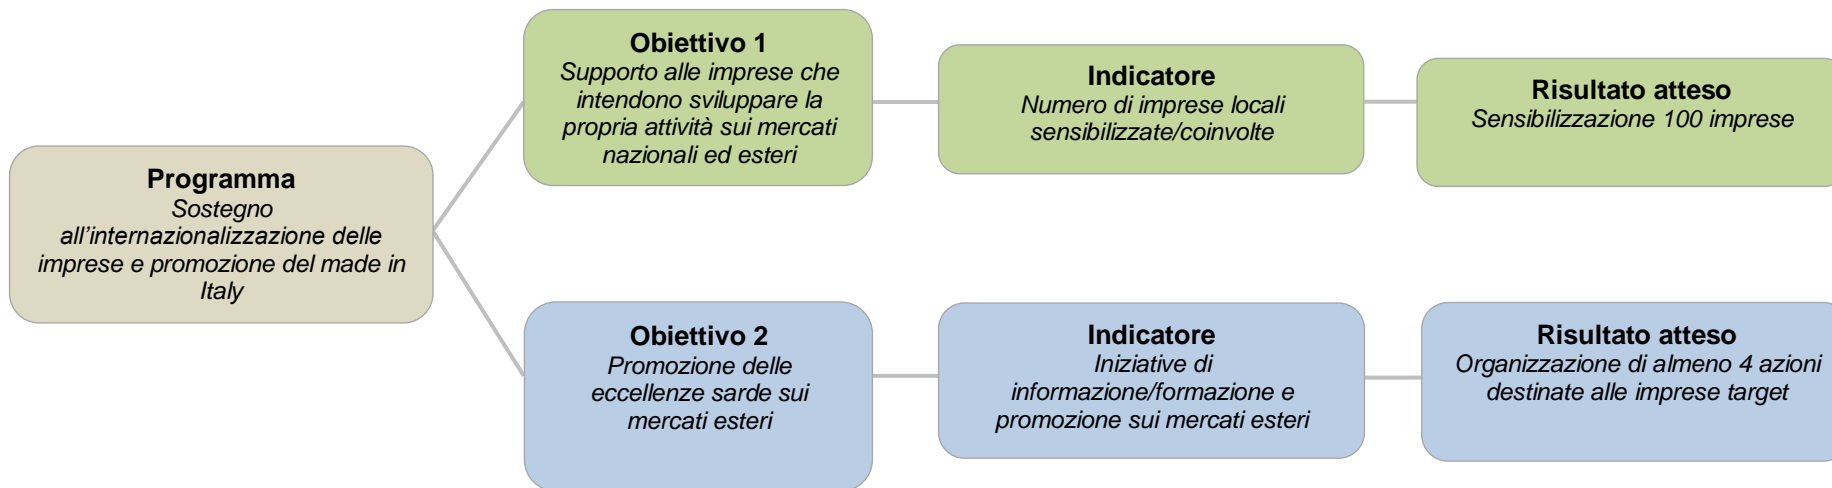 Programma
Sostegno
all’internazionalizzazione delle
imprese e promozione del made in
Italy
Obiettivo 1
Supporto alle imprese che
intendono sviluppare la
propria attività sui mercati
nazionali ed esteri
Indicatore
Numero di imprese locali
sensibilizzate/coinvolte
Risultato atteso
Sensibilizzazione 100 imprese
Obiettivo 2
Promozione delle
eccellenze sarde sui
mercati esteri
Indicatore
Iniziative di
informazione/formazione e
promozione sui mercati esteri
Risultato atteso
Organizzazione di almeno 4 azioni
destinate alle imprese target